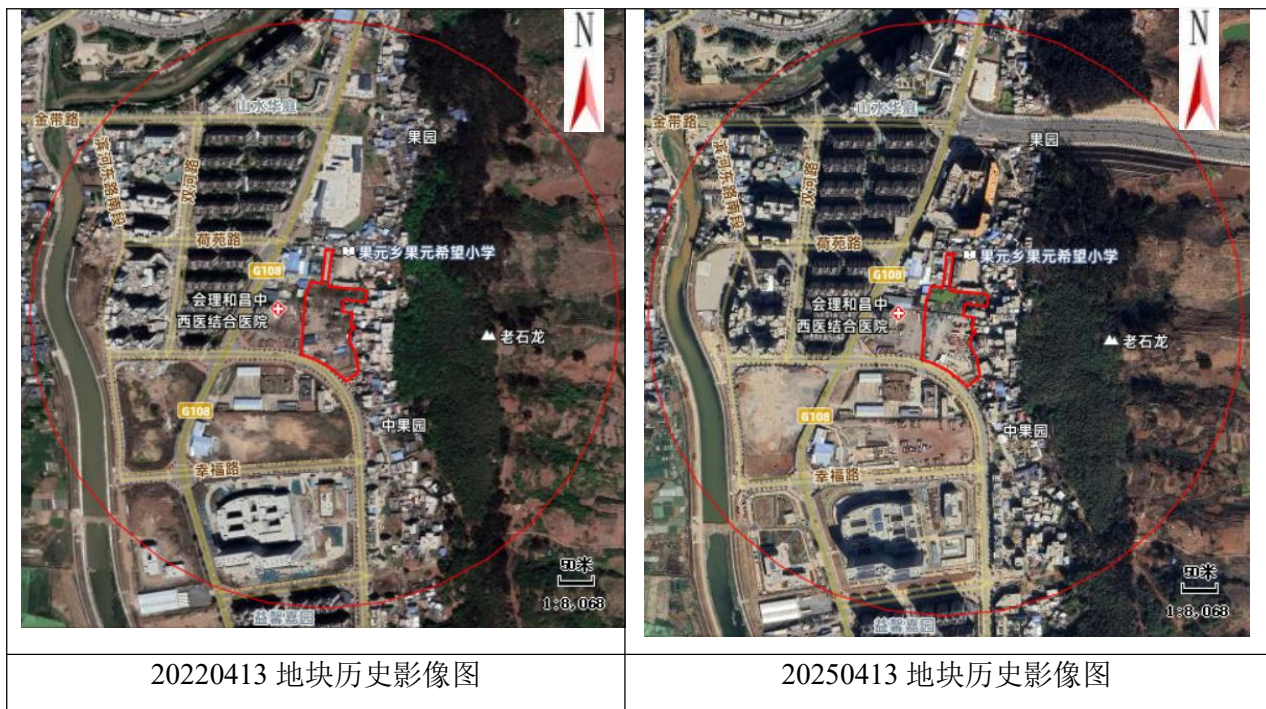 N
山水华庭
金带路
滨河东路南段
双河路
果园
荷苑路
果元乡果元希望小学
G108
会理和昌中
西医结合医院
老石龙
G108
中果园
幸福路
50米
1:8,068
益馨嘉园
20220413 地块历史影像图
N
山水华庭
金带路
滨河东路南段
双河路
果园
荷苑路
果元乡果元希望小学
G108
会理和昌中
西医结合医院
老石龙
G108
中果园
幸福路
50米
1:8,068
益馨嘉园
20250413 地块历史影像图